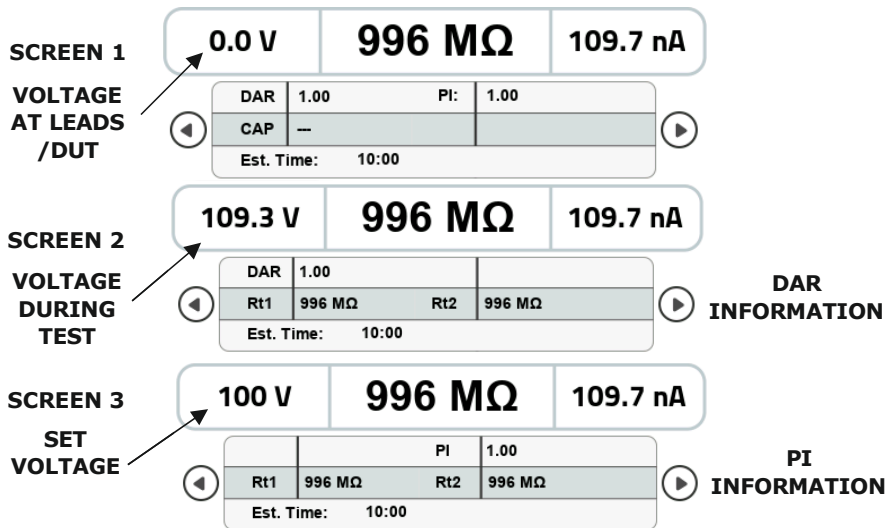 SCREEN 1
VOLTAGE
AT LEADS
/DUT
0.0 V 996 MΩ 109.7 nA
DAR 1.00 PI: 1.00
CAP ---
Est. Time: 10:00
SCREEN 2
VOLTAGE
DURING
TEST
109.3 V 996 MΩ 109.7 nA
DAR 1.00
Rt1 996 MΩ Rt2 996 MΩ
Est. Time: 10:00
DAR
INFORMATION
SCREEN 3
SET
VOLTAGE
100 V 996 MΩ 109.7 nA
PI 1.00
Rt1 996 MΩ Rt2 996 MΩ
Est. Time: 10:00
PI
INFORMATION